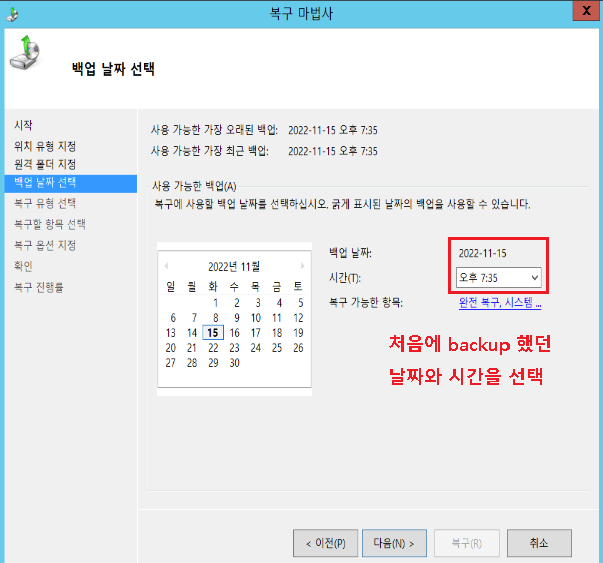 복구 마법사
X
백업 날짜 선택
시작
위치 유형 지정
원격 폴더 지정
백업 날짜 선택
복구 유형 선택
복구할 항목 선택
복구 옵션 지정
확인
복구 진행률
사용 가능한 가장 오래된 백업: 2022-11-15 오후 7:35
사용 가능한 가장 최근 백업: 2022-11-15 오후 7:35
사용 가능한 백업(A)
복구에 사용할 백업 날짜를 선택하십시오. 굵게 표시된 날짜의 백업을 사용할 수 있습니다.
2022년 11월
일 월 화 수 목 금 토
1 2 3 4 5
6 7 8 9 10 11 12
13 14 15 16 17 18 19
20 21 22 23 24 25 26
27 28 29 30
백업 날짜: 2022-11-15
시간(T): 오후 7:35
복구 가능한 항목: 완전 복구, 시스템 ...
처음에 backup 했던
날짜와 시간을 선택
< 이전(P) 다음(N) > 복구(R) 취소